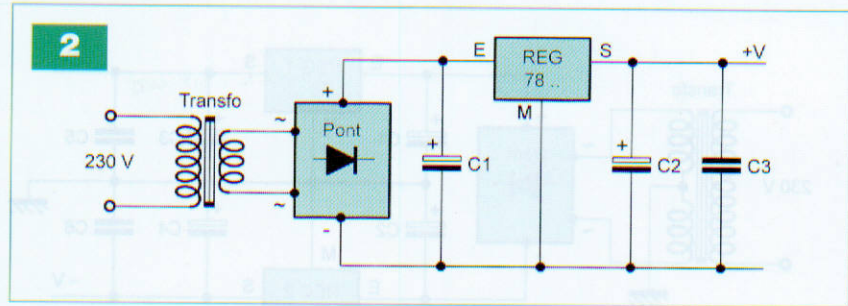 2
E
REG
78 ..
S
+V
M
Transfo
230 V
+
~
Pont
~
-
+
C1
+
C2
C3